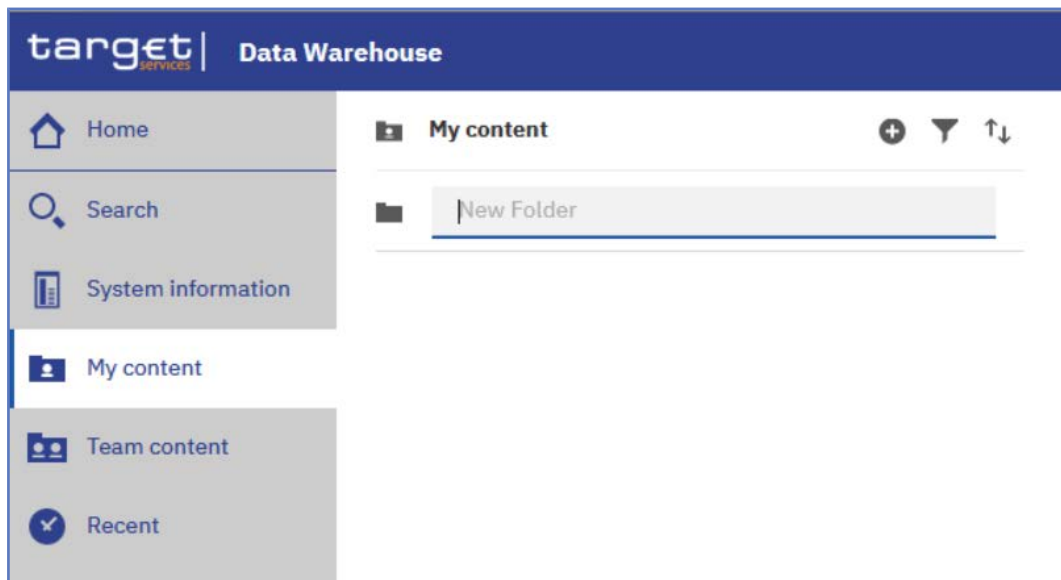 target| Data Warehouse
services
Home
My content
New Folder
Search
System information
My content
Team content
Recent